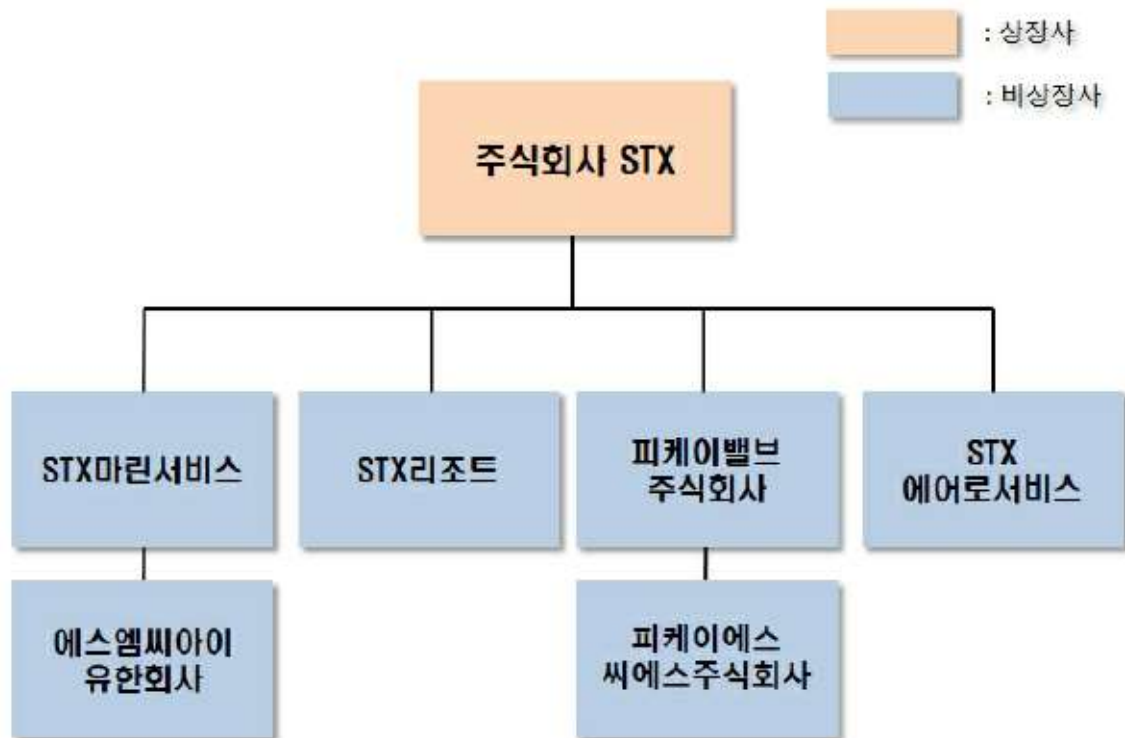 : 상장사
: 비상장사
주식회사 STX
STX마린서비스
STX리조트
피케이밸브
주식회사
STX
에어로서비스
에스엠씨아이
유한회사
피케이에스
씨에스주식회사